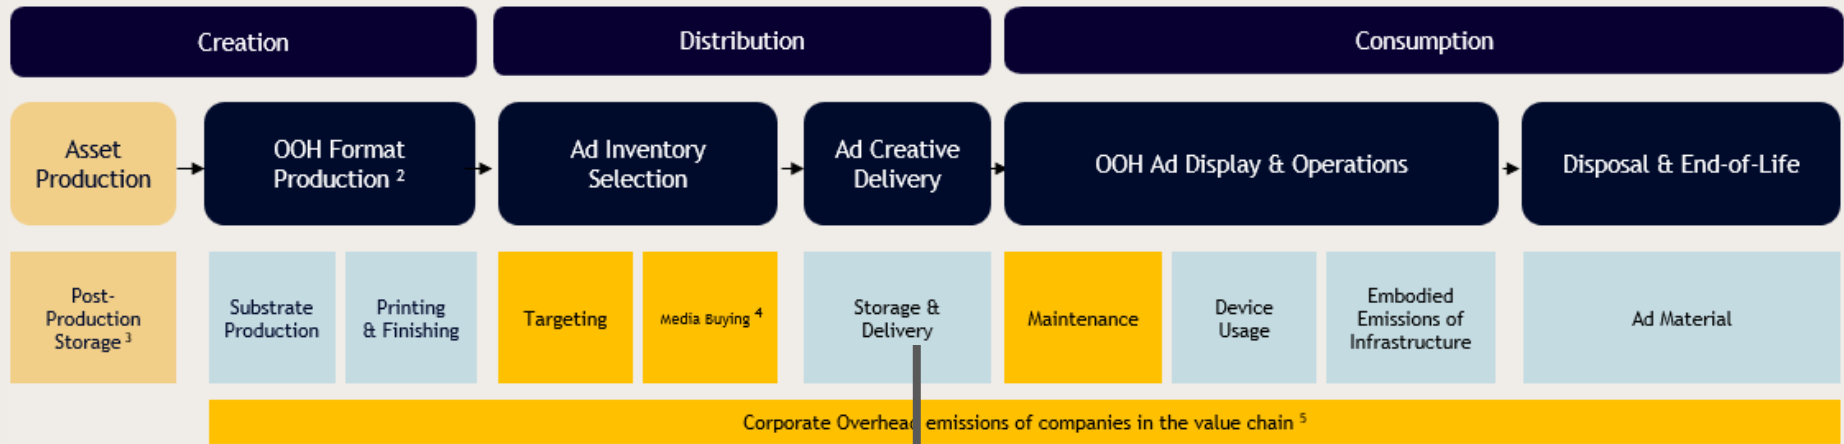 Creation
Distribution
Consumption
Asset
Production
OOH Format
Production ²
Ad Inventory
Selection
Ad Creative
Delivery
OOH Ad Display & Operations
Disposal & End-of-Life
Post-
Production
Storage ³
Substrate
Production
Printing
& Finishing
Targeting
Media Buying ⁴
Storage &
Delivery
Maintenance
Device
Usage
Embodied
Emissions of
Infrastructure
Ad Material
Corporate Overhead emissions of companies in the value chain ⁵